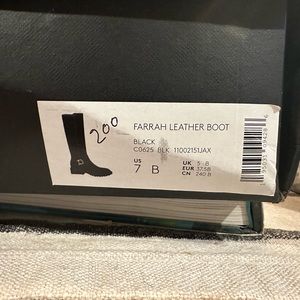 200
FARRAH LEATHER BOOT
BLACK
C0625 BLK 11002151JAX
US UK 5 B
7 B EUR 37.5B
CN 240 B